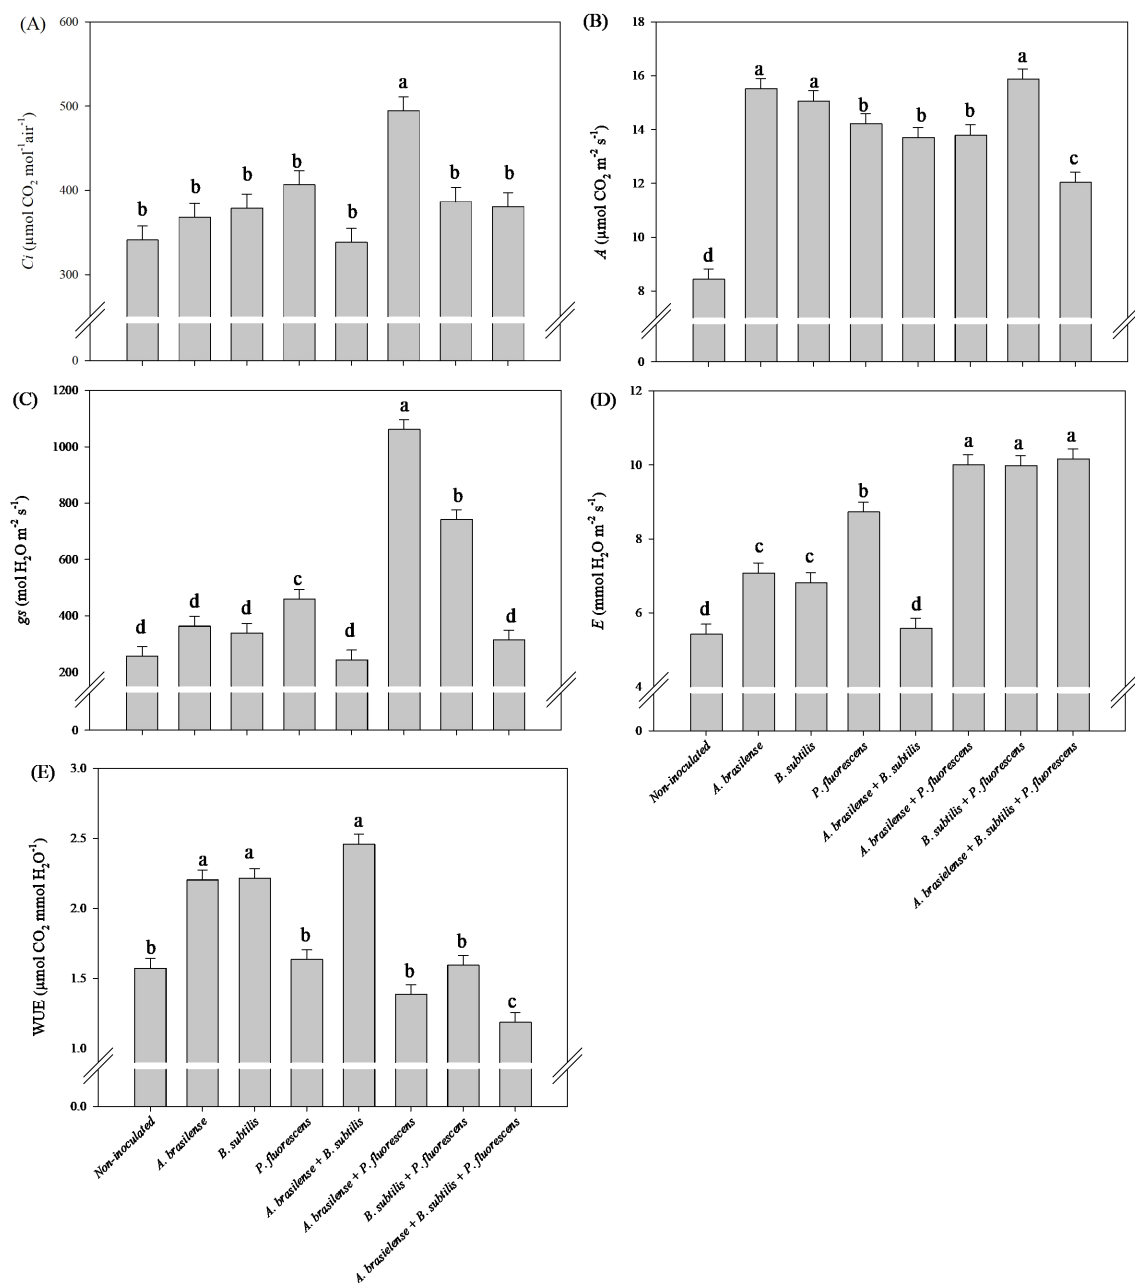 (A)
600
500
400
300
0
Ci (µmol CO2 mol-1air-1)
b
b
b
b
b
a
b
b
(B)
18
16
14
12
10
8
0
A (µmol CO2 m-2 s-1)
d
a
a
b
b
b
a
c
(C)
1200
1000
800
600
400
200
0
gs (mol H2O m-2 s-1)
d
d
d
c
d
a
b
d
(D)
12
10
8
6
4
0
E (mmol H2O m-2 s-1)
d
c
c
b
d
a
a
a
Non-inoculated
A. brasilense
B. subtilis
P. fluorescens
A. brasilense + B. subtilis
A. brasilense + P. fluorescens
B. subtilis + P. fluorescens
A. brasielense + B. subtilis + P. fluorescens
(E)
3.0
2.5
2.0
1.5
1.0
0.0
WUE (µmol CO2 mmol H2O-1)
b
a
a
b
a
b
b
c
Non-inoculated
A. brasilense
B. subtilis
P. fluorescens
A. brasilense + B. subtilis
A. brasilense + P. fluorescens
B. subtilis + P. fluorescens
A. brasielense + B. subtilis + P. fluorescens